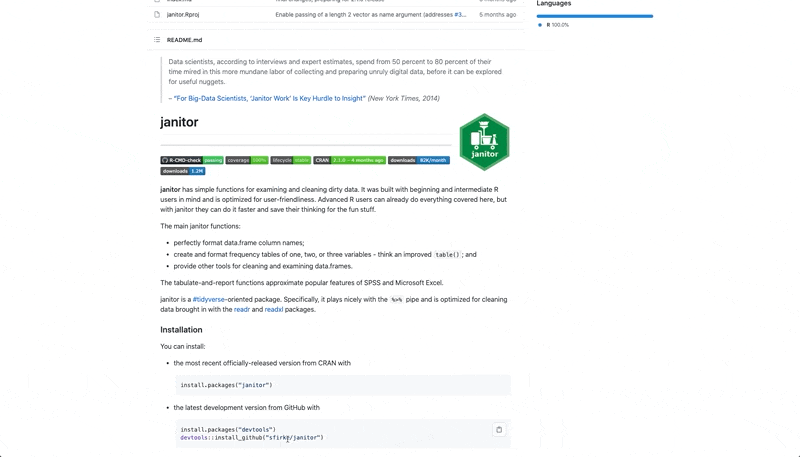 janitor.Rproj Enable passing of a length 2 vector as name argument (addresses #3... 5 months ago
Languages
R 100.0%
README.md
Data scientists, according to interviews and expert estimates, spend from 50 percent to 80 percent of their
time mired in this more mundane labor of collecting and preparing unruly digital data, before it can be explored
for useful nuggets.
– "For Big-Data Scientists, 'Janitor Work' Is Key Hurdle to Insight" (New York Times, 2014)
janitor
janitor
R-CMD-check passing coverage 100% lifecycle stable CRAN 2.1.0 – 4 months ago downloads 82K/month
downloads 1.2M
janitor has simple functions for examining and cleaning dirty data. It was built with beginning and intermediate R
users in mind and is optimized for user-friendliness. Advanced R users can already do everything covered here, but
with janitor they can do it faster and save their thinking for the fun stuff.
The main janitor functions:
• perfectly format data.frame column names;
• create and format frequency tables of one, two, or three variables - think an improved table(); and
• provide other tools for cleaning and examining data.frames.
The tabulate-and-report functions approximate popular features of SPSS and Microsoft Excel.
janitor is a #tidyverse-oriented package. Specifically, it plays nicely with the %>% pipe and is optimized for cleaning
data brought in with the readr and readxl packages.
Installation
You can install:
• the most recent officially-released version from CRAN with
install.packages("janitor")
• the latest development version from GitHub with
install.packages("devtools")
devtools::install_github("sfirke/janitor")